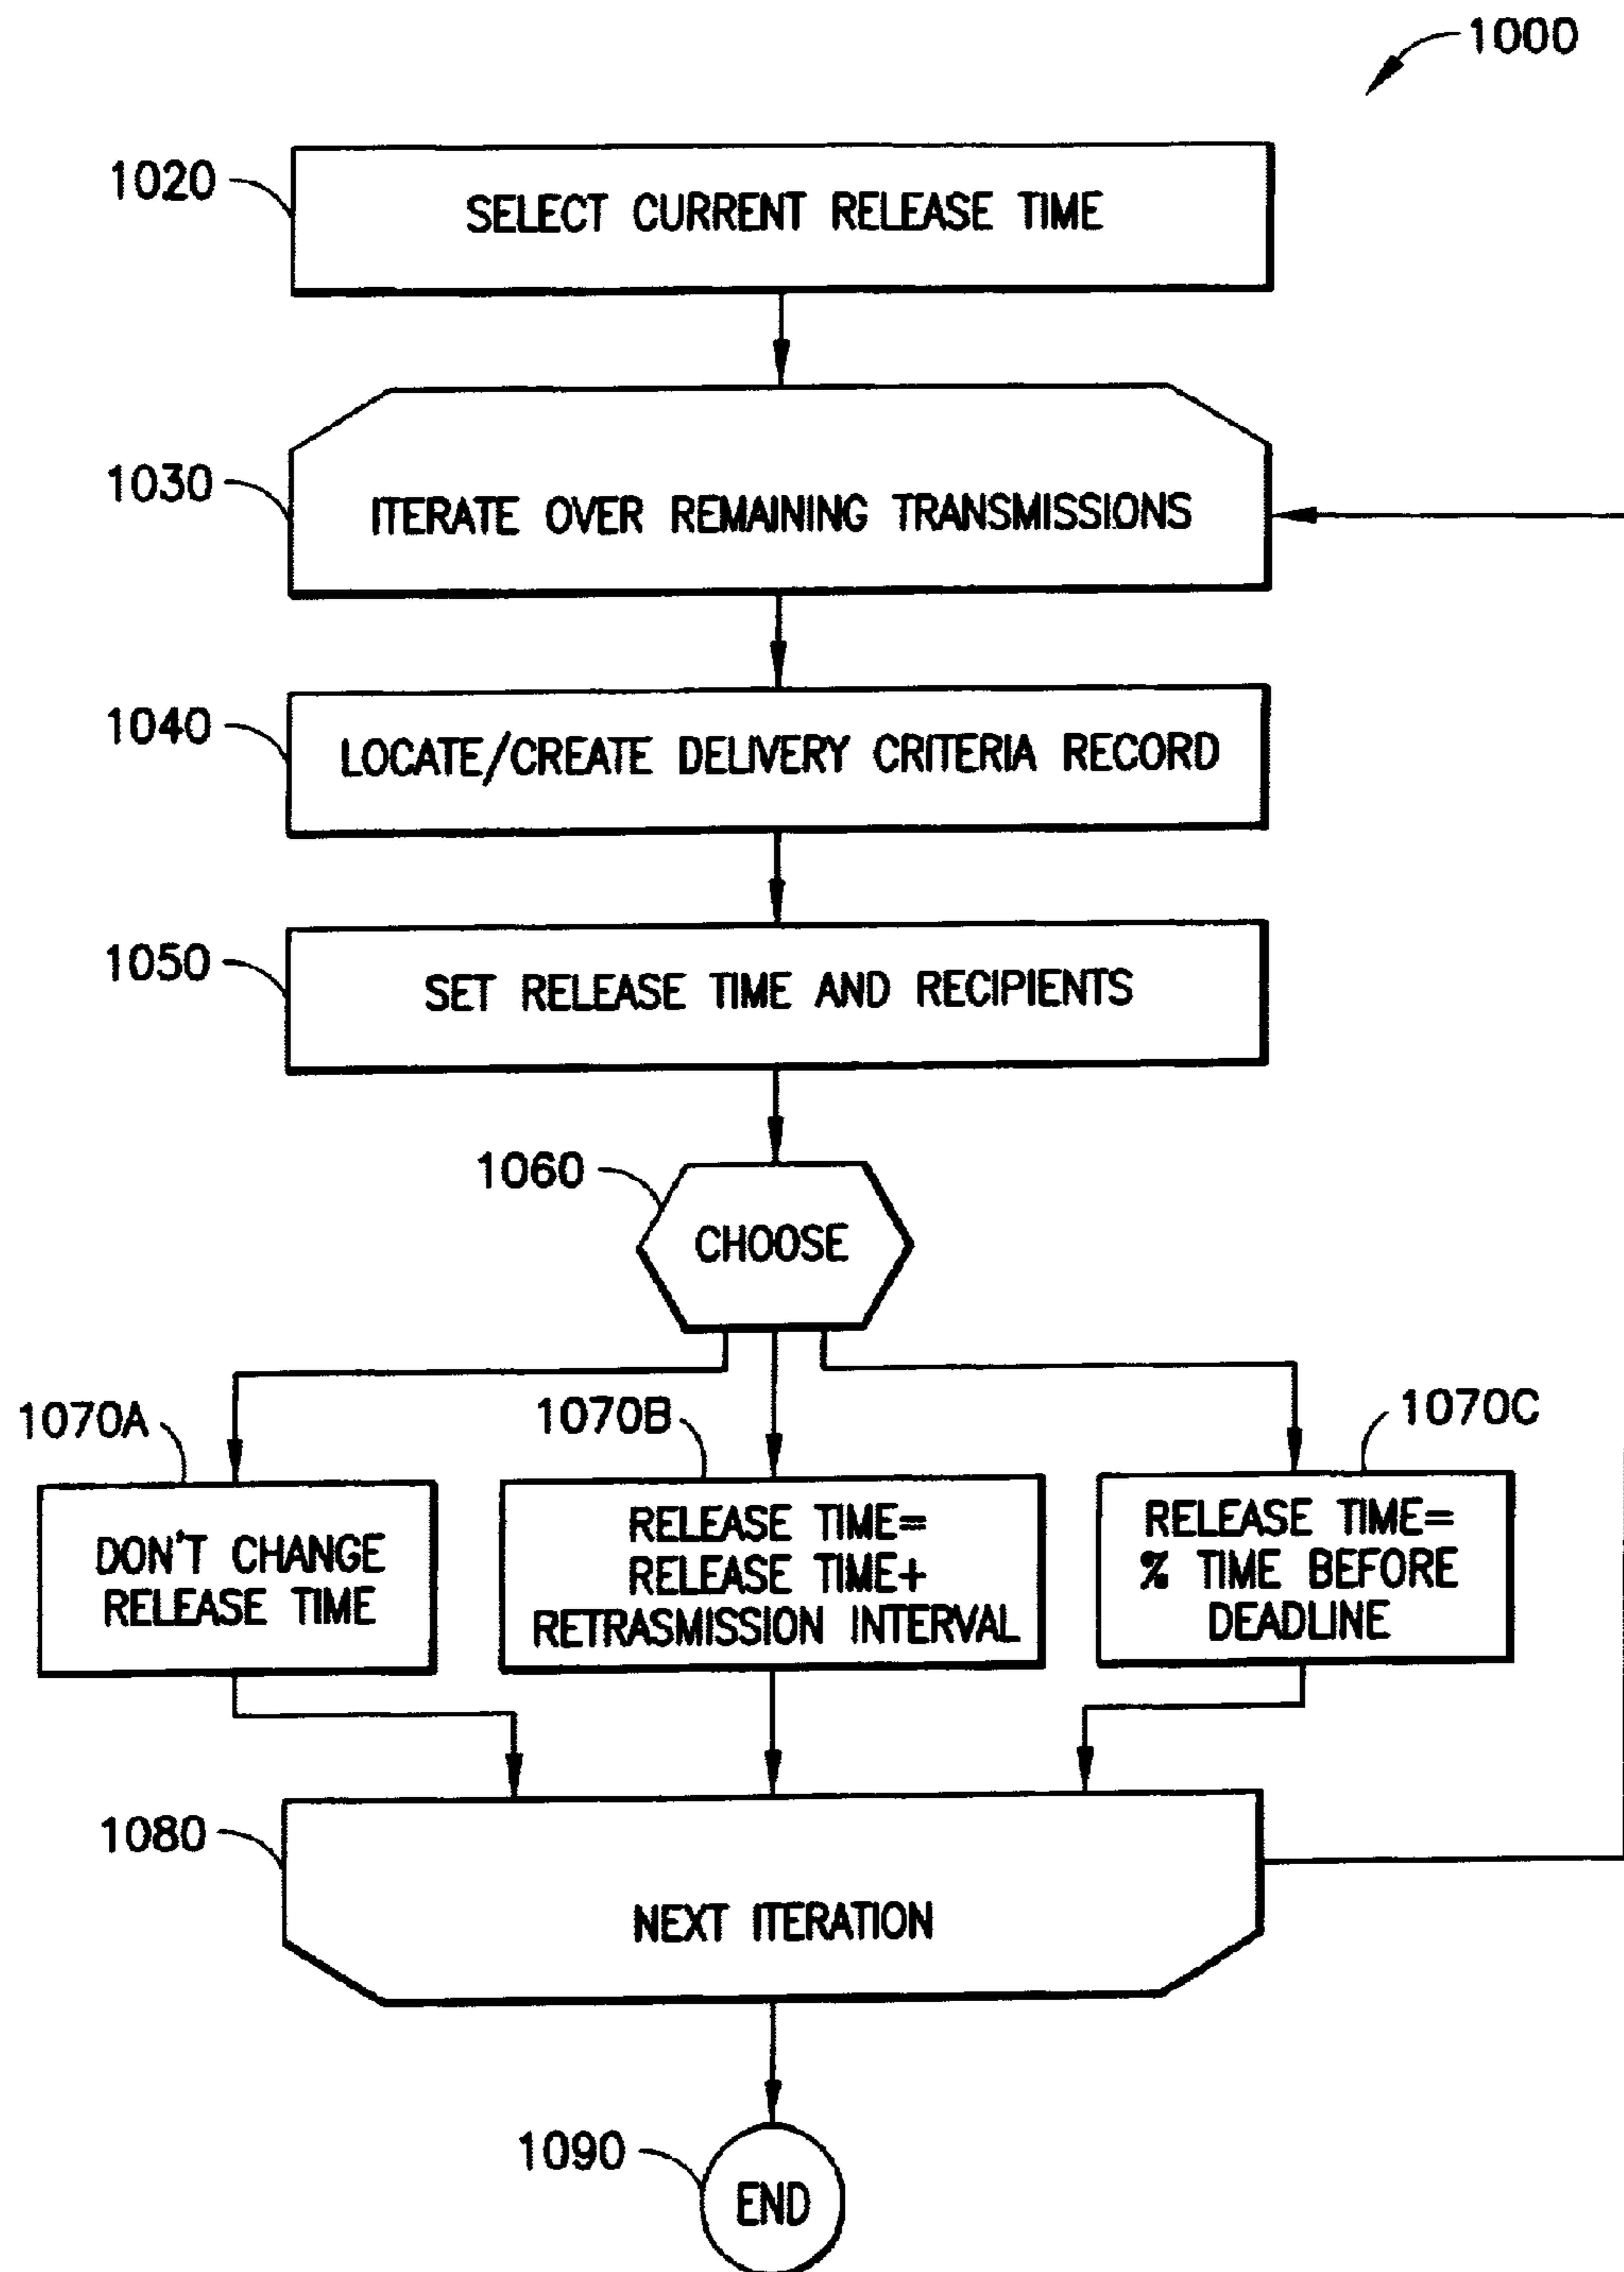 1000
1020
SELECT CURRENT RELEASE TIME
1030
ITERATE OVER REMAINING TRANSMISSIONS
1040
LOCATE/CREATE DELIVERY CRITERIA RECORD
1050
SET RELEASE TIME AND RECIPIENTS
1060
CHOOSE
1070A
DON'T CHANGE
RELEASE TIME
1070B
RELEASE TIME=
RELEASE TIME+
RETRASMISSION INTERVAL
1070C
RELEASE TIME=
% TIME BEFORE
DEADLINE
1080
NEXT ITERATION
1090
END